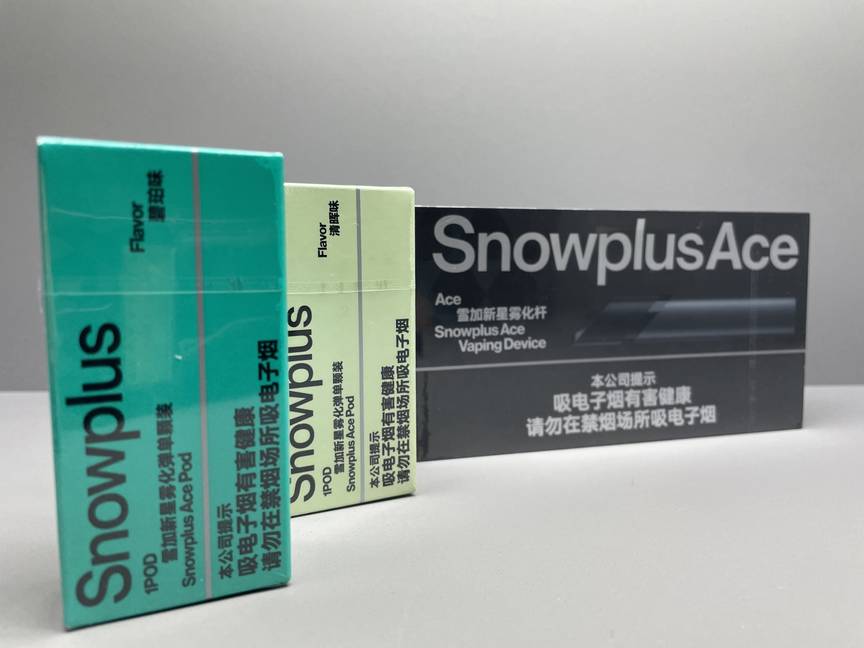 Snowplus
1POD
雪加新星雾化弹单颗装
Snowplus Ace Pod
Flavor
碧珀味
本公司提示
吸电子烟有害健康
请勿在禁烟场所吸电子烟
Snowplus
1POD
雪加新星雾化弹单颗装
Snowplus Ace Pod
Flavor
清晖味
本公司提示
吸电子烟有害健康
请勿在禁烟场所吸电子烟
Snowplus Ace
Ace
雪加新星雾化杆
Snowplus Ace
Vaping Device
本公司提示
吸电子烟有害健康
请勿在禁烟场所吸电子烟